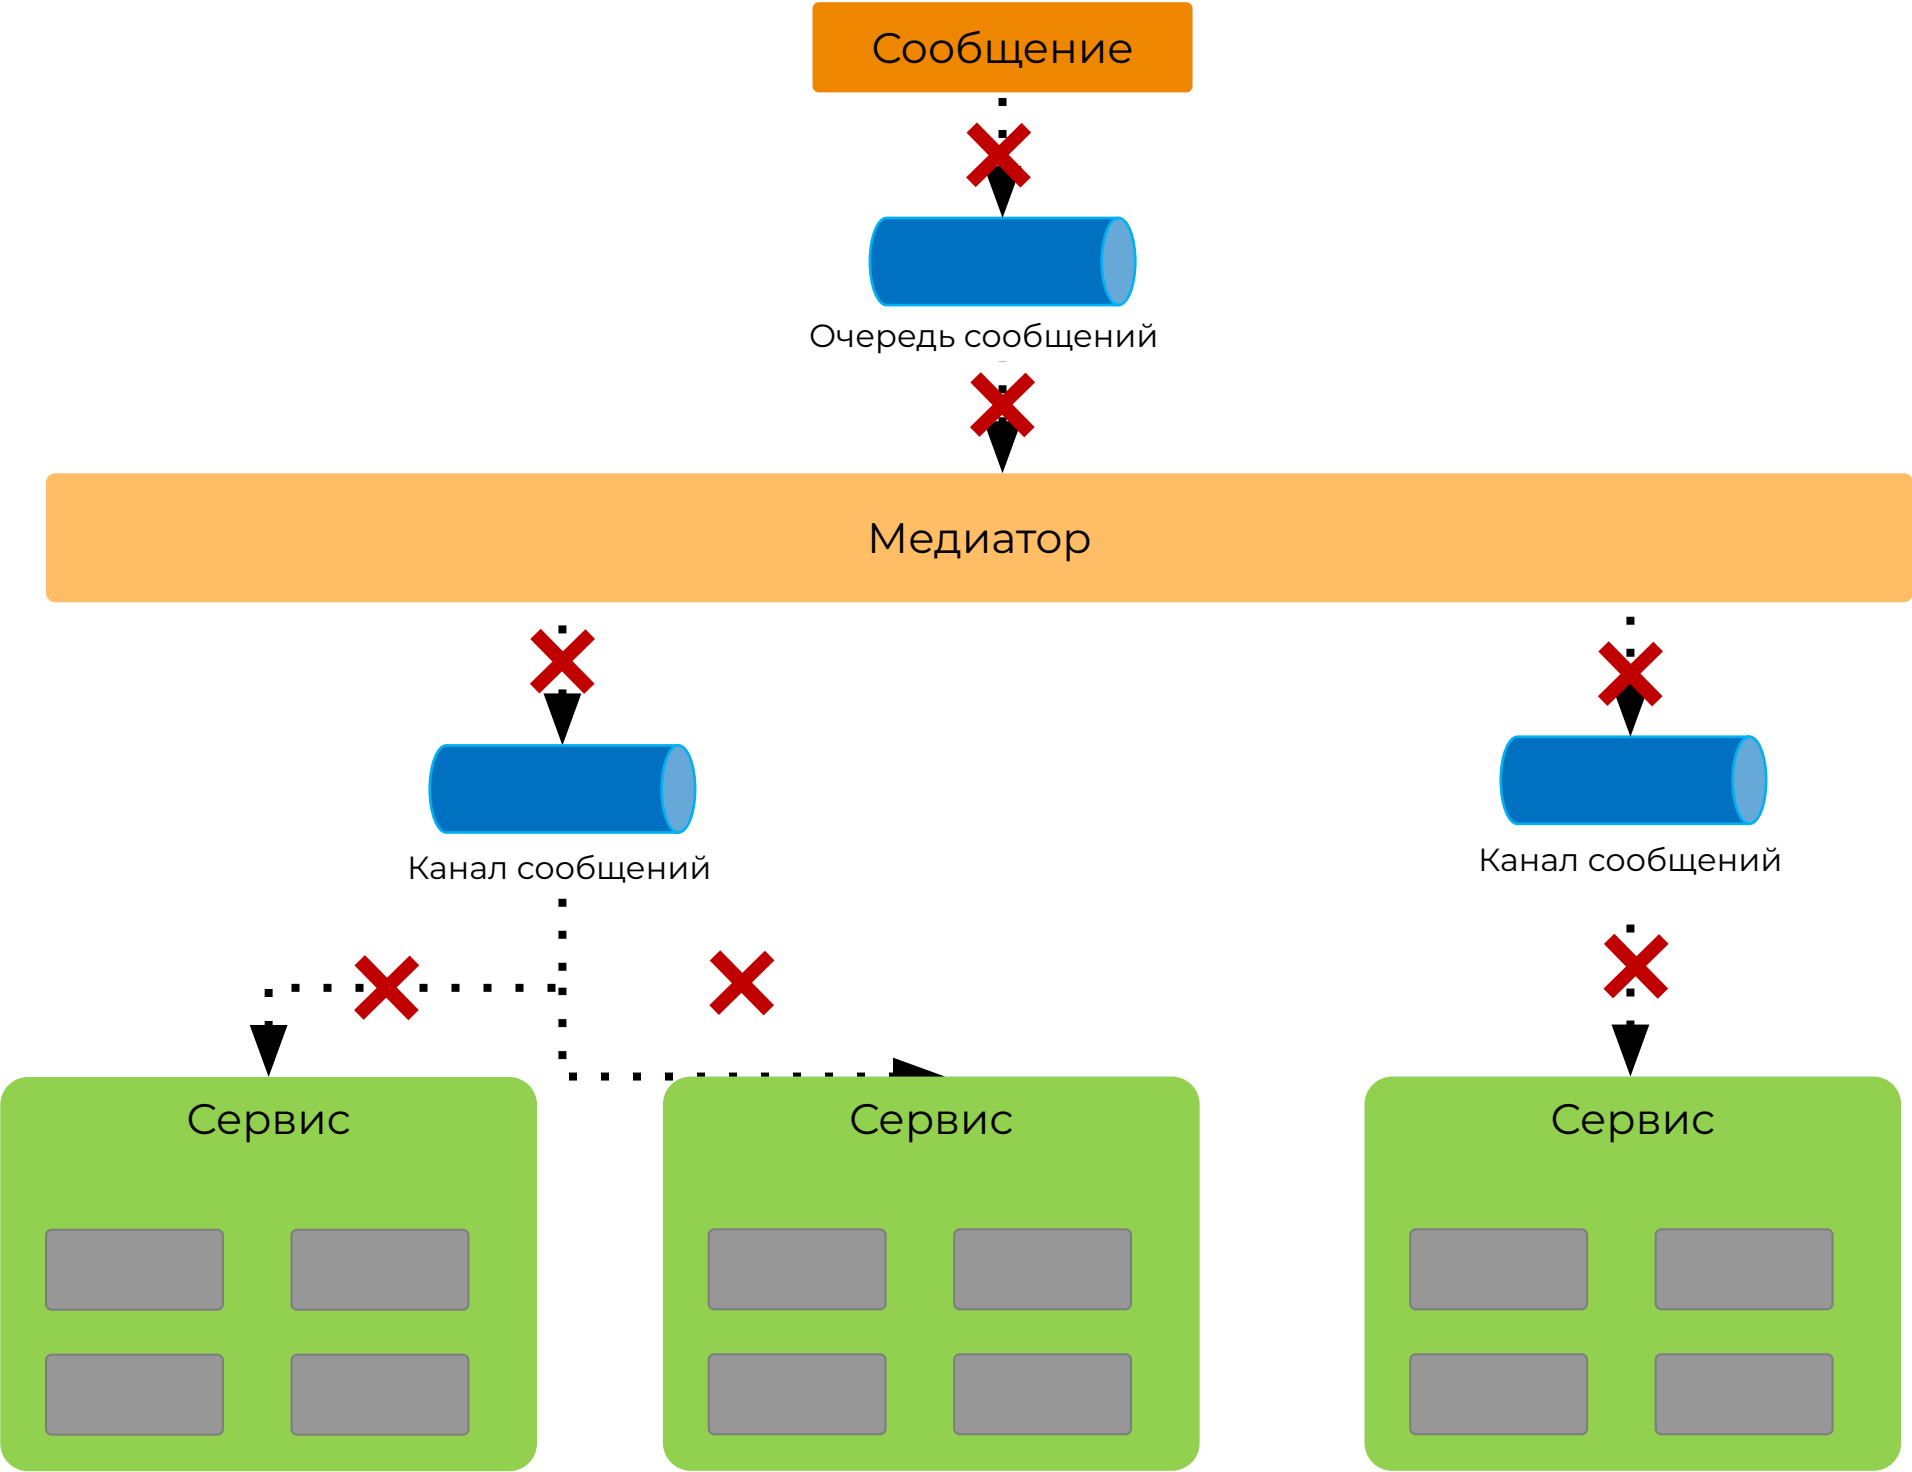 Сообщение
Очередь сообщений
Медиатор
Канал сообщений
Канал сообщений
Сервис
Сервис
Сервис